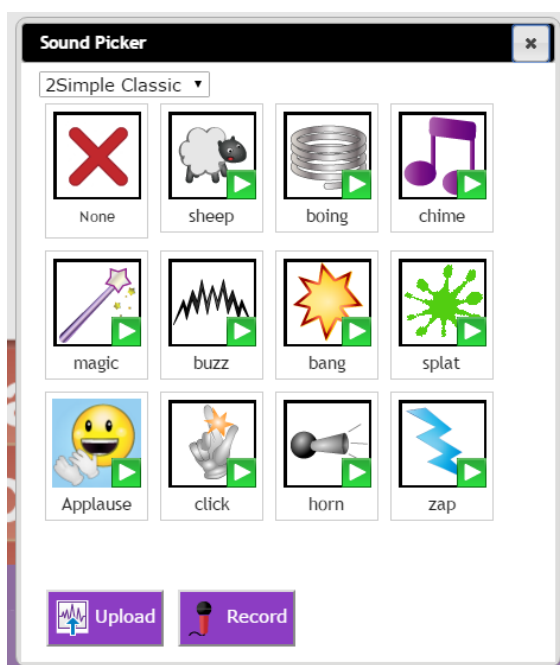 Sound Picker
2Simple Classic
None sheep boing chime
magic buzz bang splat
Applause click horn zap
Upload Record